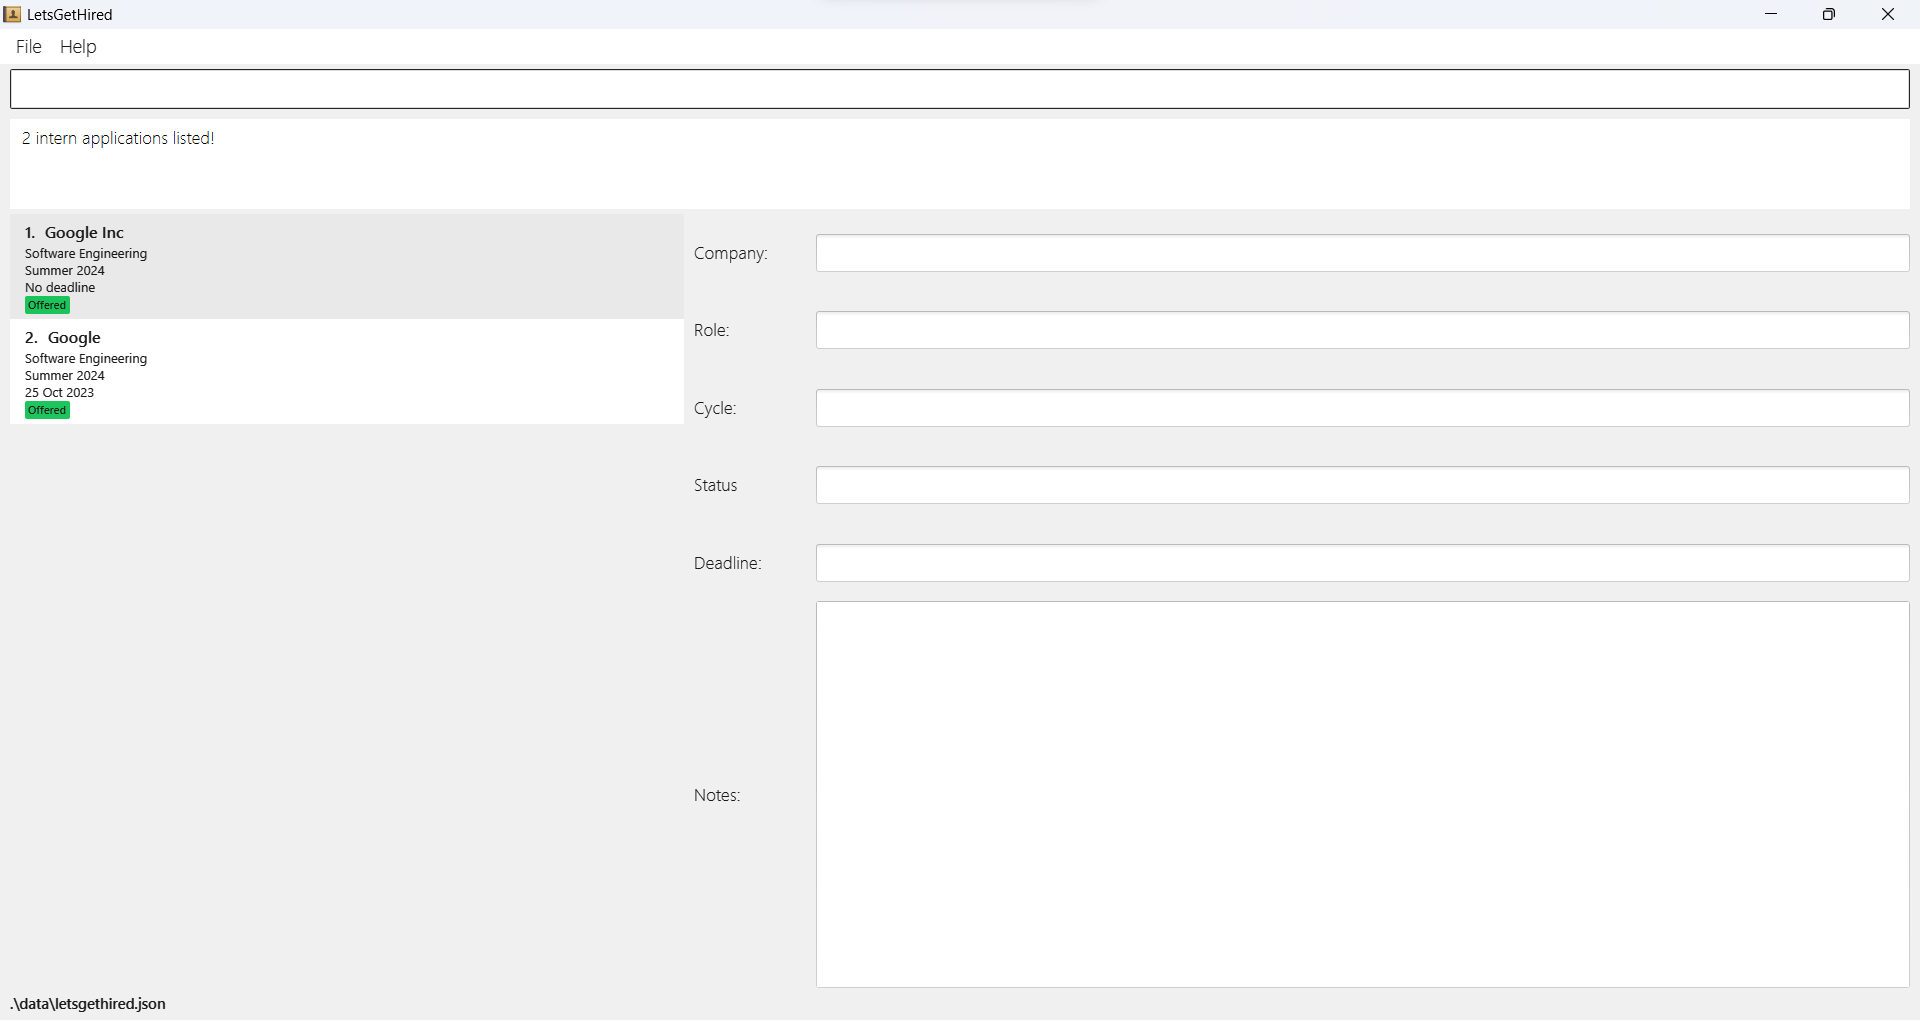 LetsGetHired
File Help
2 intern applications listed!
1. Google Inc
Software Engineering
Summer 2024
No deadline
Offered
2. Google
Software Engineering
Summer 2024
25 Oct 2023
Offered
Company:
Role:
Cycle:
Status
Deadline:
Notes:
.\data\letsgethired.json